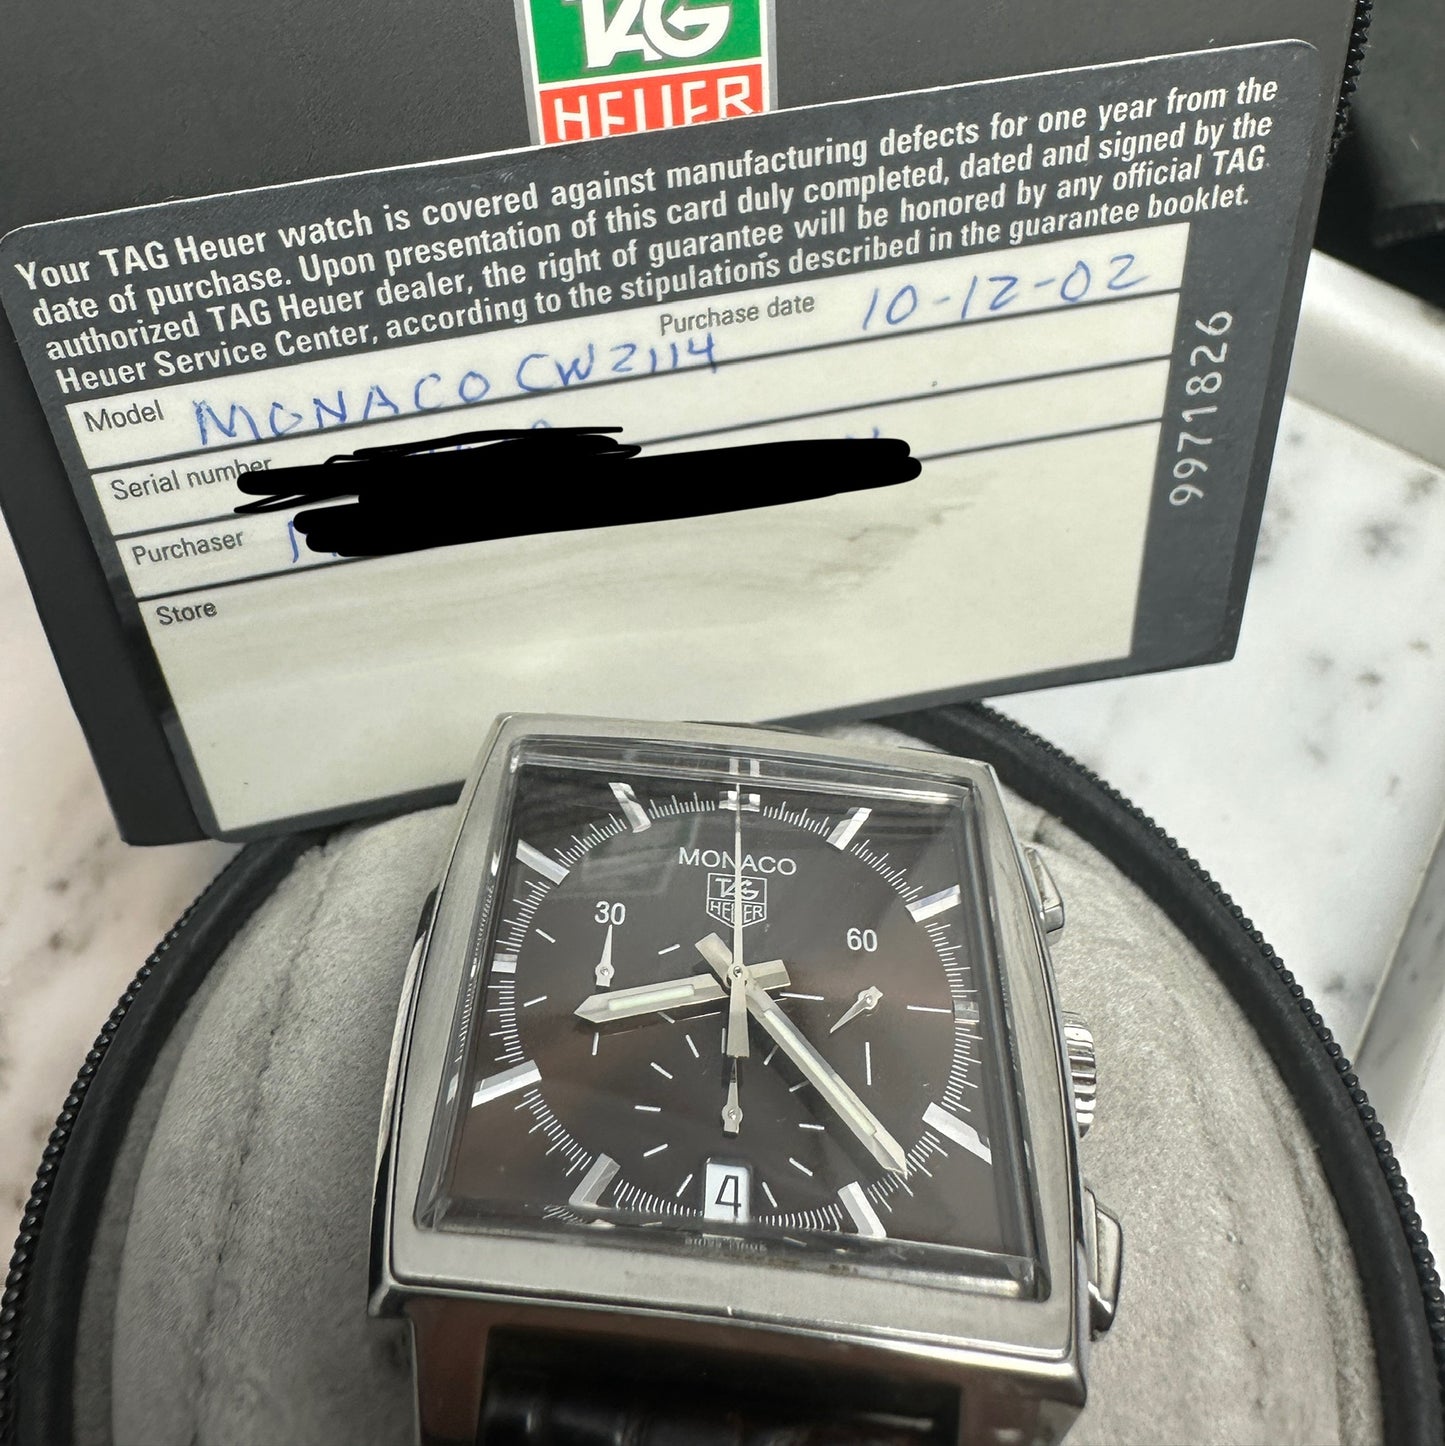 TAG
HEUER
Your TAG Heuer watch is covered against manufacturing defects for one year from the
date of purchase. Upon presentation of this card duly completed, dated and signed by the
authorized TAG Heuer dealer, the right of guarantee will be honored by any official TAG
Heuer Service Center, according to the stipulations described in the guarantee booklet.
Purchase date 10-12-02
Model MONACO CW2114
Serial number
Purchaser
Store
9971826
MONACO
TAG
HEUER
30
60
4